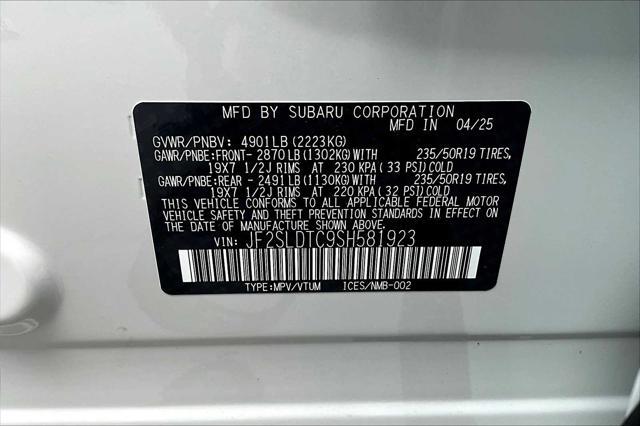 MFD BY SUBARU CORPORATION
MFD IN 04/25
GVWR/PNBV: 4901LB (2223KG)
GAWR/PNBE:FRONT- 2870LB (1302KG) WITH 235/50R19 TIRES,
19X7 1/2J RIMS AT 230 KPA (33 PSI) COLD
GAWR/PNBE:REAR - 2491LB (1130KG) WITH 235/50R19 TIRES,
19X7 1/2J RIMS AT 220 KPA (32 PSI) COLD
THIS VEHICLE CONFORMS TO ALL APPLICABLE FEDERAL MOTOR
VEHICLE SAFETY AND THEFT PREVENTION STANDARDS IN EFFECT ON
THE DATE OF MANUFACTURE SHOWN ABOVE.
VIN: JF2SLDTC9SH581923
TYPE:MPV/VTUM ICES/NMB-002